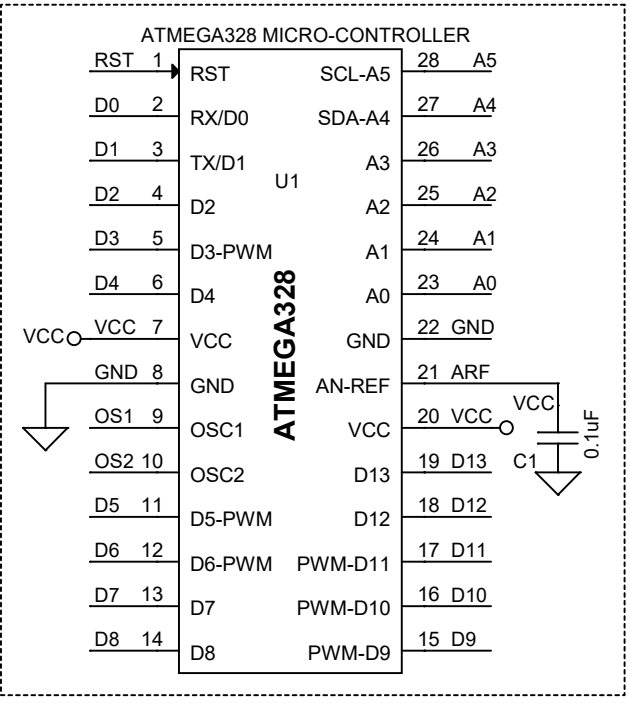 ATMEGA328 MICRO-CONTROLLER
RST 1 RST SCL-A5 28 A5
D0 2 RX/D0 SDA-A4 27 A4
D1 3 TX/D1 A3 26 A3
U1
D2 4 D2 A2 25 A2
D3 5 D3-PWM A1 24 A1
D4 6 D4 A0 23 A0
VCC VCC 7 VCC GND 22 GND
GND 8 GND AN-REF 21 ARF
VCC
OS1 9 OSC1 VCC 20 VCC
0.1uF
OS2 10 OSC2 D13 19 D13 C1
D5 11 D5-PWM D12 18 D12
D6 12 D6-PWM PWM-D11 17 D11
D7 13 D7 PWM-D10 16 D10
D8 14 D8 PWM-D9 15 D9
ATMEGA328